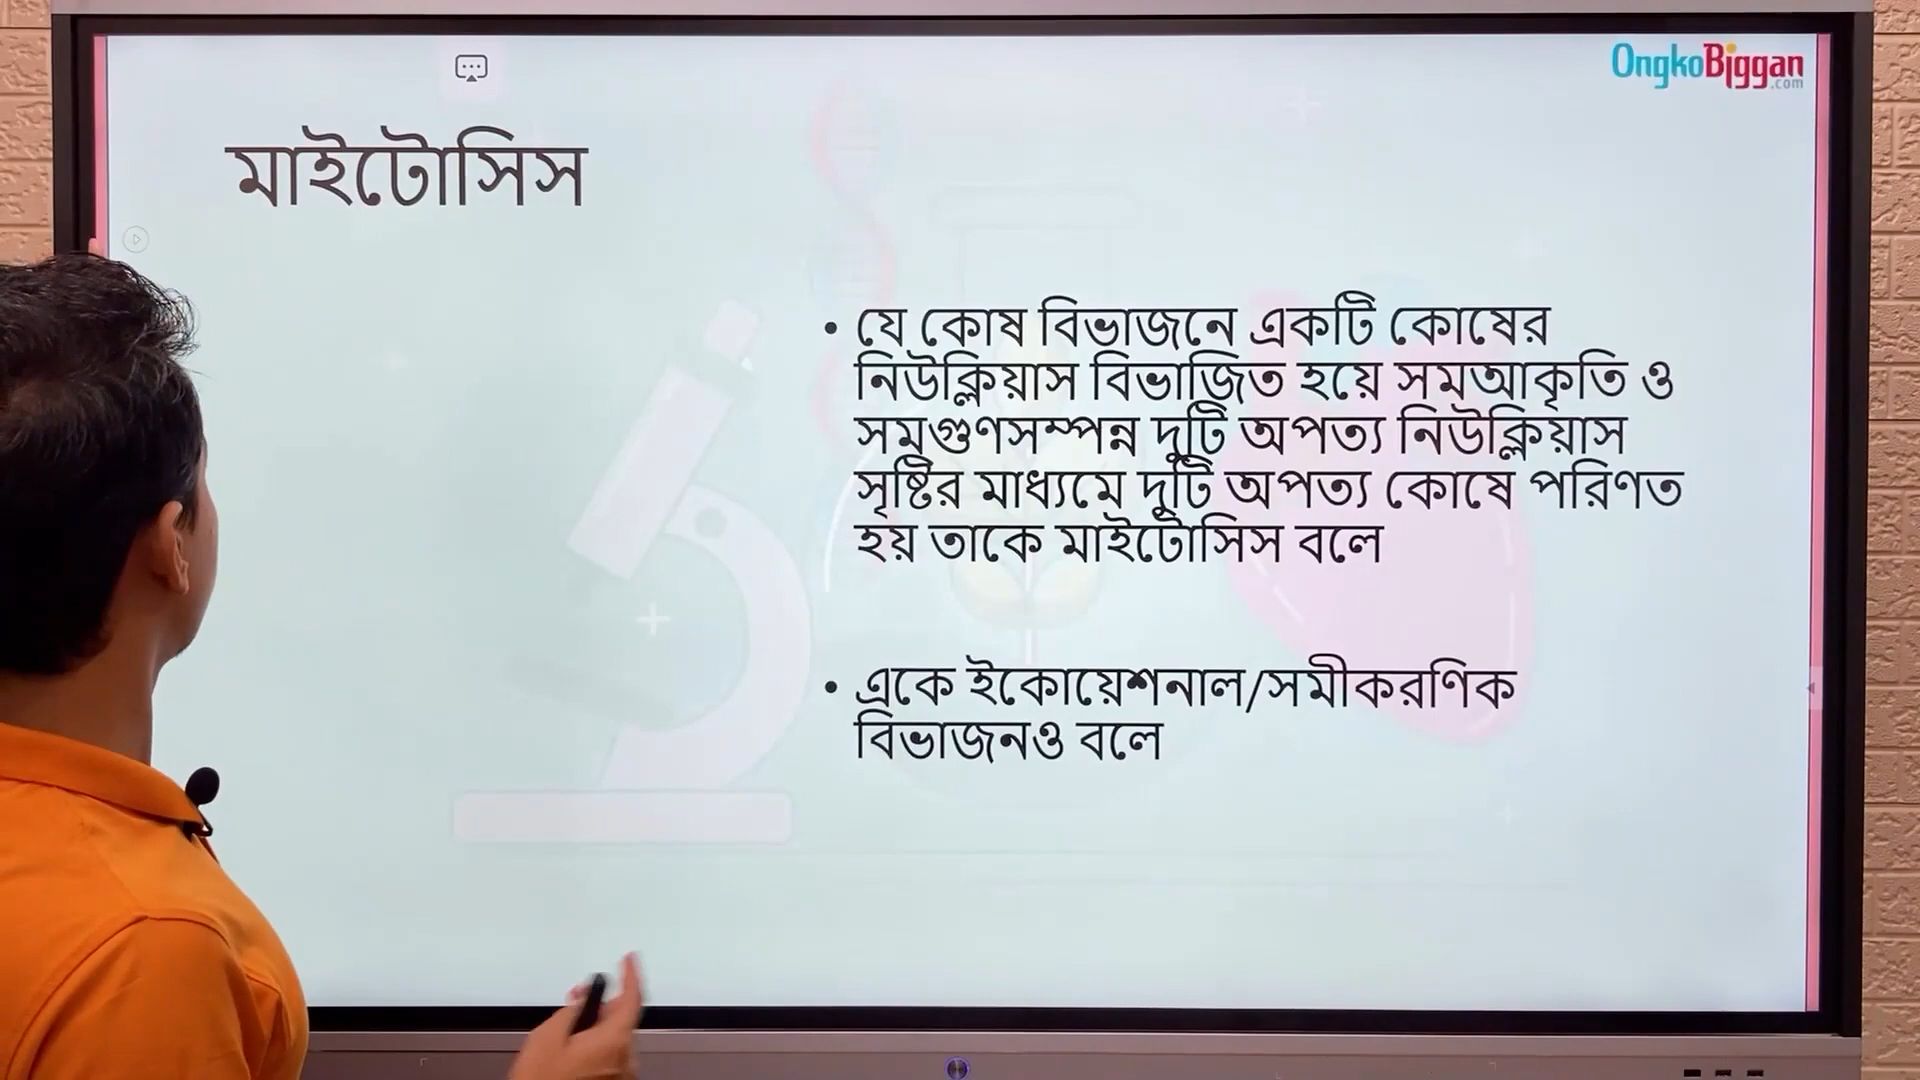 OngkoBiggan
.com
মাইটোসিস
• যে কোষ বিভাজনে একটি কোষের
নিউক্লিয়াস বিভাজিত হয়ে সমআকৃতি ও
সমগুণসম্পন্ন দুটি অপত্য নিউক্লিয়াস
সৃষ্টির মাধ্যমে দুটি অপত্য কোষে পরিণত
হয় তাকে মাইটোসিস বলে
• একে ইকোয়েশনাল/সমীকরণিক
বিভাজনও বলে